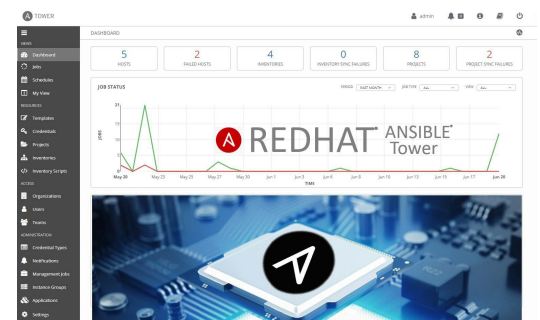 TOWER
admin
0
VIEWS
Dashboard
Jobs
Schedules
My View
RESOURCES
Templates
Credentials
Projects
Inventories
Inventory Scripts
ACCESS
Organizations
Users
Teams
ADMINISTRATION
Credential Types
Notifications
Management Jobs
Instance Groups
Applications
Settings
DASHBOARD
5
HOSTS
2
FAILED HOSTS
4
INVENTORIES
0
INVENTORY SYNC FAILURES
8
PROJECTS
2
PROJECT SYNC FAILURES
JOB STATUS
PERIOD PAST MONTH
JOB TYPE ALL
VIEW ALL
21
JOBS
May 20 May 22 May 25 May 27 May 30 Jun 1 Jun 3 Jun 6 Jun 8 Jun 10 Jun 13 Jun 15 Jun 17 Jun 20
TIME
REDHAT ANSIBLE
Tower